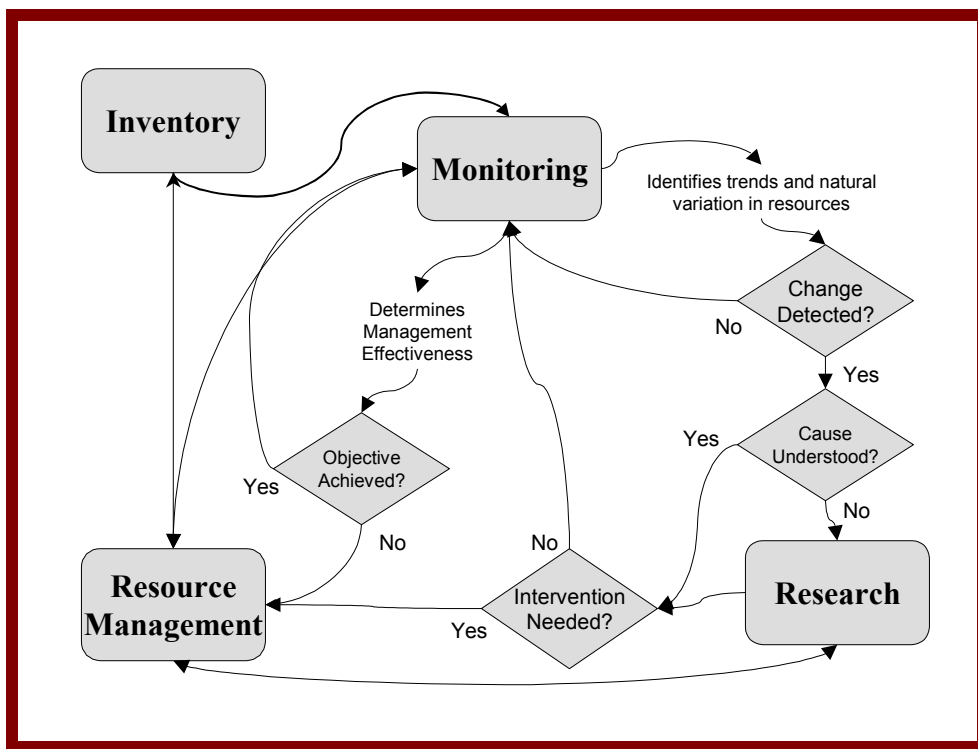 Inventory
Monitoring
Identifies trends and natural
variation in resources
Change
Detected?
No
Yes
Determines
Management
Effectiveness
Objective
Achieved?
Yes
No
Cause
Understood?
Yes
No
Resource
Management
Intervention
Needed?
No
Yes
Research